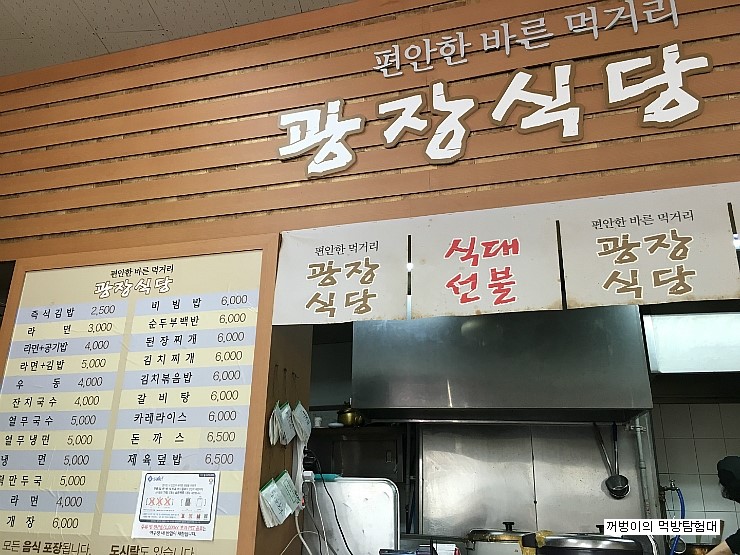 편안한 바른 먹거리
광장식당
편안한 먹거리
광장
식당
식대
선불
편안한 바른 먹거리
광장
식당
편안한 바른 먹거리
광장식당
즉석김밥 2,500
라 면 3,000
라면+공기밥 4,000
라면+김밥 5,000
우 동 4,000
잔치국수 4,000
열무국수 5,000
열무냉면 5,000
냉 면 5,000
떡만두국 5,000
라면 4,000
개장 6,000
비빔밥 6,000
순두부백반 6,000
된장찌개 6,000
김치찌개 6,000
김치볶음밥 6,000
갈비탕 6,000
카레라이스 6,000
돈까스 6,500
제육덮밥 6,500
모든 음식 포장됩니다. 도시락도 있습니다.
꺼벙이의 먹방탐험대